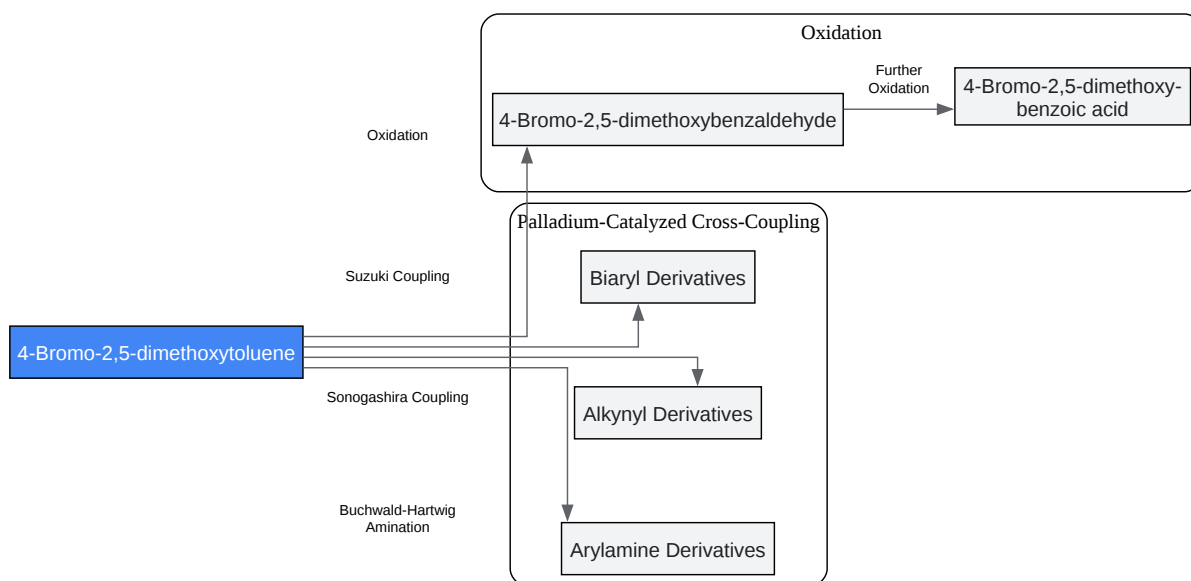 Oxidation
Further
Oxidation
4-Bromo-2,5-dimethoxy-
benzoic acid
4-Bromo-2,5-dimethoxybenzaldehyde
Oxidation
Palladium-Catalyzed Cross-Coupling
Suzuki Coupling
Biaryl Derivatives
4-Bromo-2,5-dimethoxytoluene
Sonogashira Coupling
Alkynyl Derivatives
Buchwald-Hartwig
Amination
Arylamine Derivatives